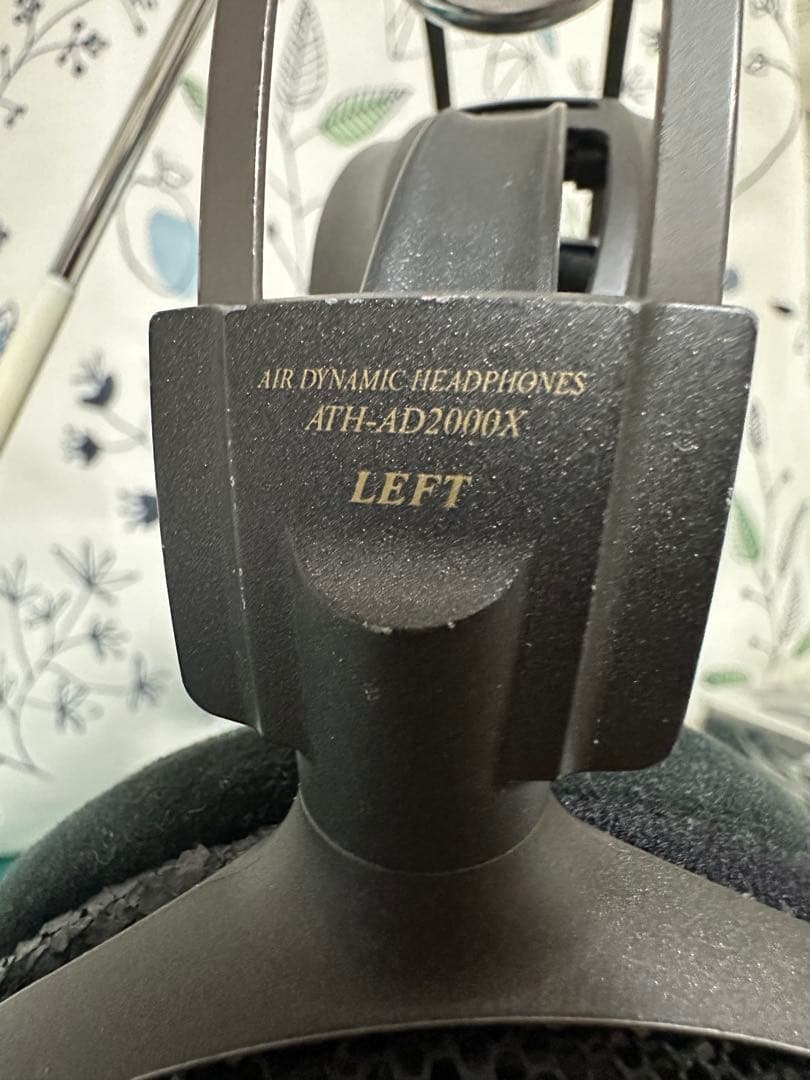 AIR DYNAMIC HEADPHONES
ATH-AD2000X
LEFT